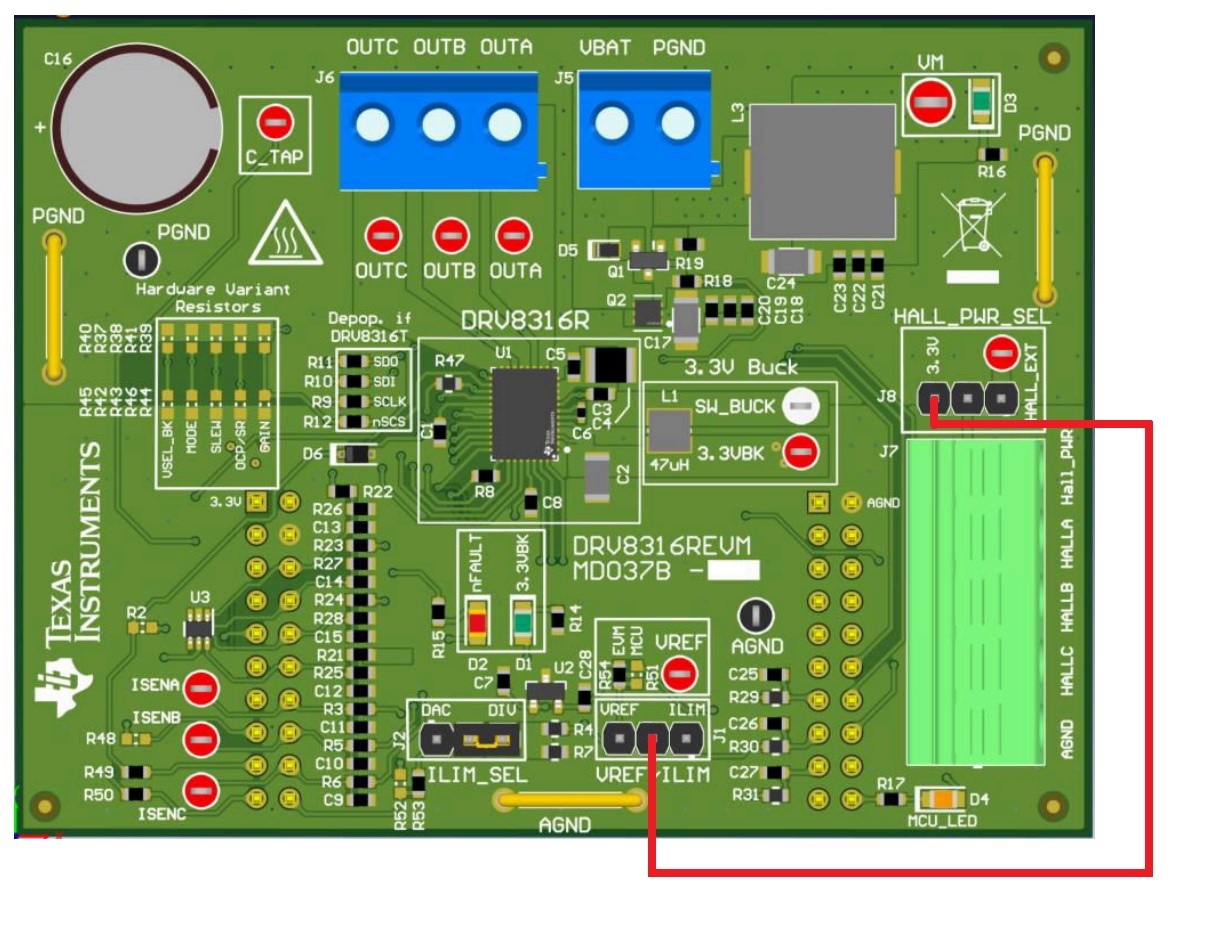 OUTC OUTB OUTA
VBAT PGND
VM
C16
J6
J5
L3
D3
+
C_TAP
PGND
R16
PGND
PGND
OUTC OUTB OUTA
D5
Q1
R19
R18
C24
C23
C22
C21
Hardware Variant
Resistors
Q2
C20
C19
C18
C17
HALL_PWR_SEL
R40
R37
R38
R41
R39
Depop. if
DRV8316T
DRV8316R
3.3V
HALL_EXT
R11 SDO
R10 SDI
R9 SCLK
R12 nSCS
R47
U1
C5
3.3V Buck
J8
R45
R42
R43
R46
R44
C3
C4
C6
L1
SW_BUCK
3.3VBK
47uH
C1
VSEL_BK
MODE
SLEW
OCP/SR
GAIN
D6
J7
R8
C2
C8
3.3V
R22
AGND
R26
C13
R23
R27
C14
R24
R28
C15
R21
R25
C12
R3
C11
R5
C10
R6
C9
nFAULT
3.3VBK
DRV8316REVM
MD037B -
TEXAS
INSTRUMENTS
R2
U3
R15
R14
D2
D1
AGND
EVM
MCU
VREF
R54
R51
U2
C7
C28
C25
R29
C26
R30
C27
R31
ISENA
ISENB
ISENC
R48
R49
R50
DAC DIV
J2
ILIM_SEL
R4
R7
VREF ILIM
J1
VREF/ILIM
R52
R53
AGND
R17
D4
MCU_LED
AGND HALLC HALLB HALLA Hall_PWR